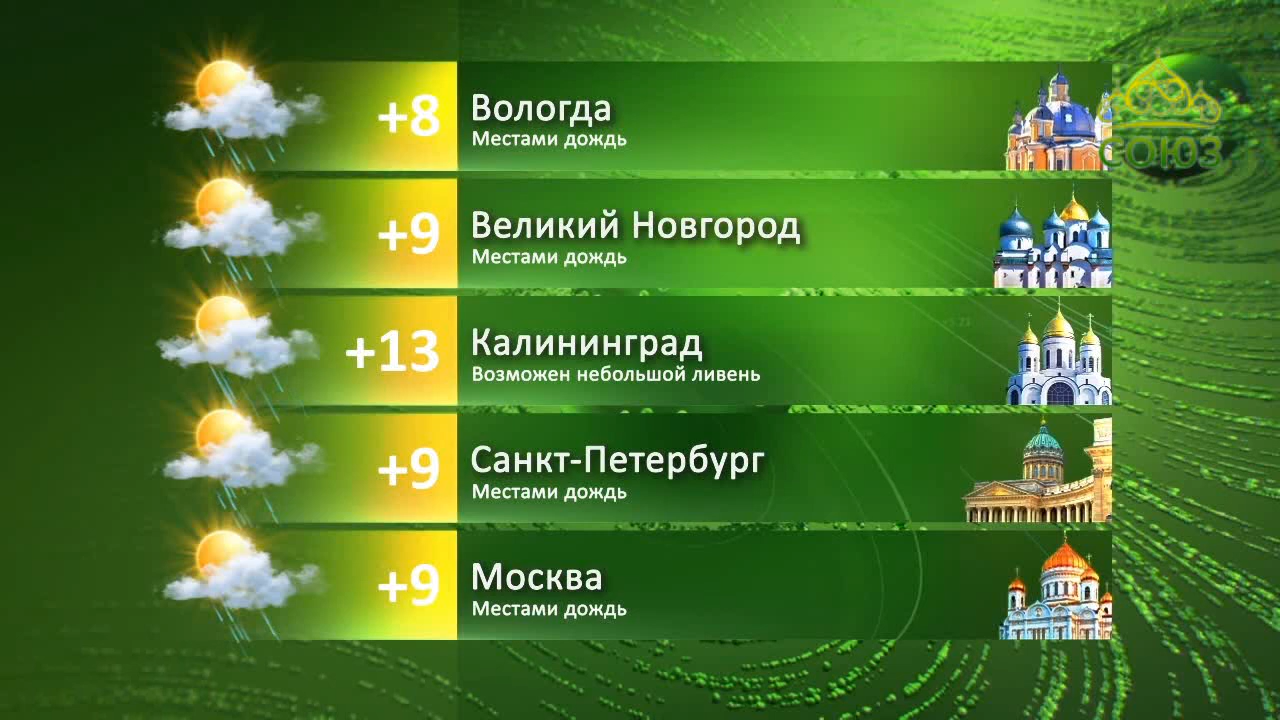 +8
Вологда
Местами дождь
СОЮЗ
+9
Великий Новгород
Местами дождь
+13
Калининград
Возможен небольшой ливень
+9
Санкт-Петербург
Местами дождь
+9
Москва
Местами дождь